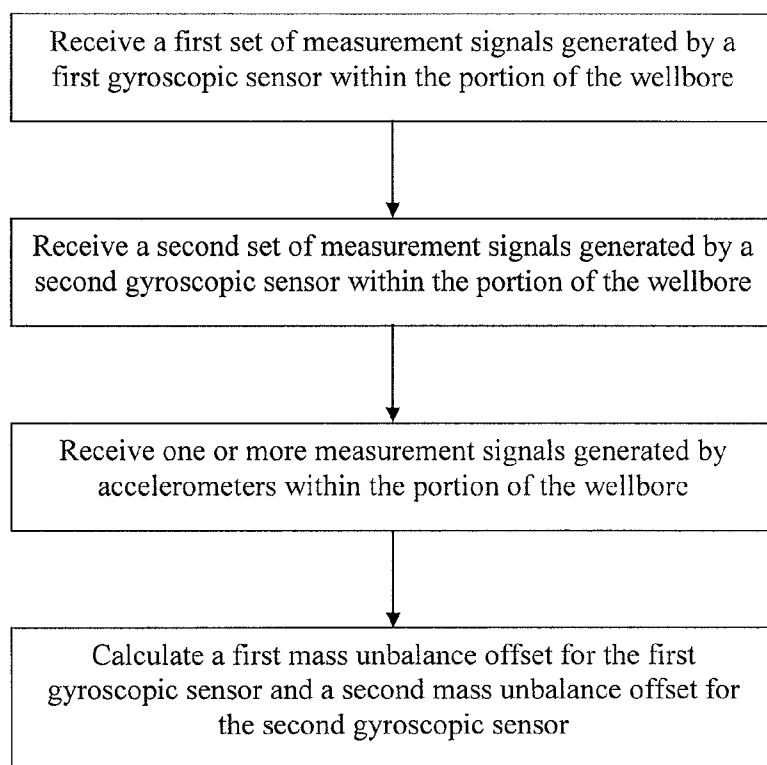 Receive a first set of measurement signals generated by a
first gyroscopic sensor within the portion of the wellbore
Receive a second set of measurement signals generated by a
second gyroscopic sensor within the portion of the wellbore
Receive one or more measurement signals generated by
accelerometers within the portion of the wellbore
Calculate a first mass unbalance offset for the first
gyroscopic sensor and a second mass unbalance offset for
the second gyroscopic sensor